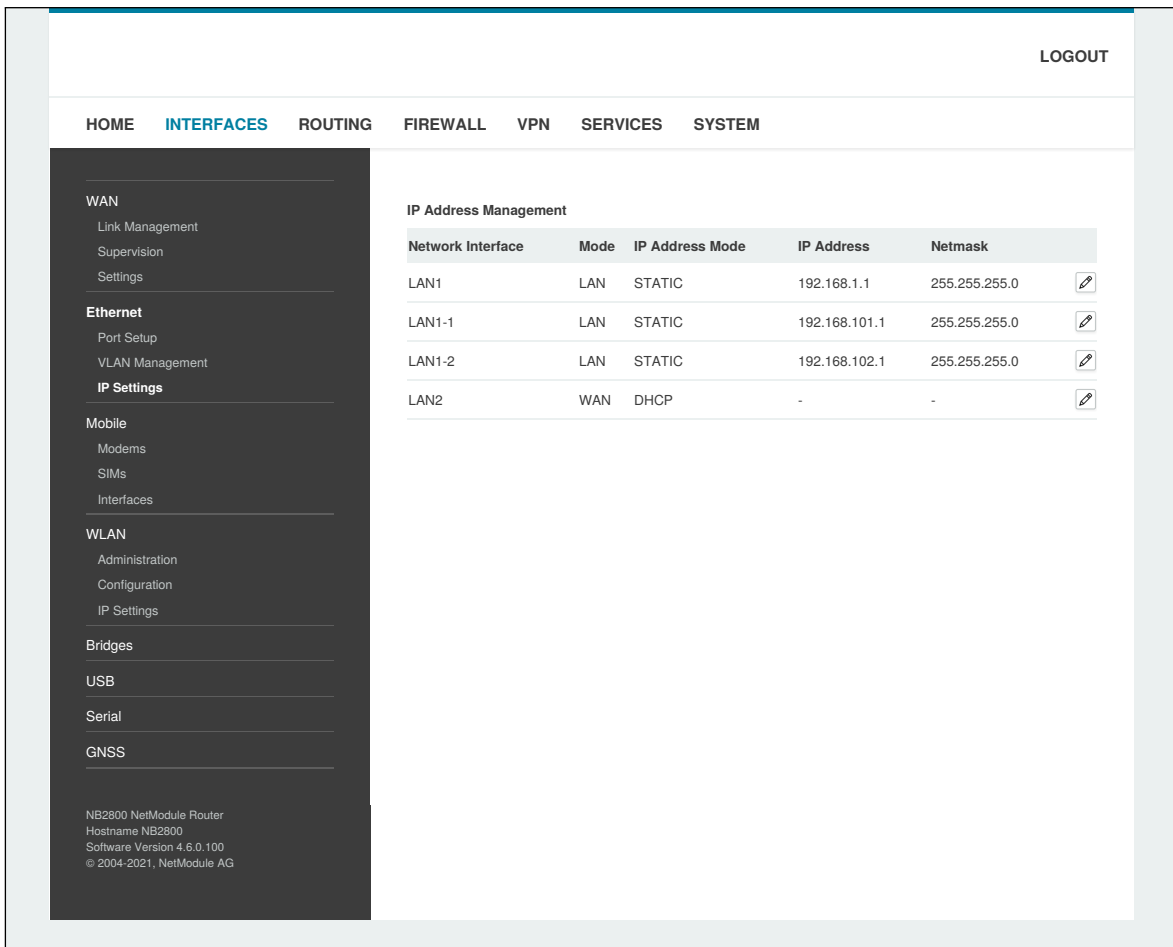 LOGOUT
HOME INTERFACES ROUTING FIREWALL VPN SERVICES SYSTEM
WAN
Link Management
Supervision
Settings
Ethernet
Port Setup
VLAN Management
IP Settings
Mobile
Modems
SIMs
Interfaces
WLAN
Administration
Configuration
IP Settings
Bridges
USB
Serial
GNSS
NB2800 NetModule Router
Hostname NB2800
Software Version 4.6.0.100
© 2004-2021, NetModule AG
IP Address Management
Network Interface Mode IP Address Mode IP Address Netmask
LAN1 LAN STATIC 192.168.1.1 255.255.255.0
LAN1-1 LAN STATIC 192.168.101.1 255.255.255.0
LAN1-2 LAN STATIC 192.168.102.1 255.255.255.0
LAN2 WAN DHCP - -